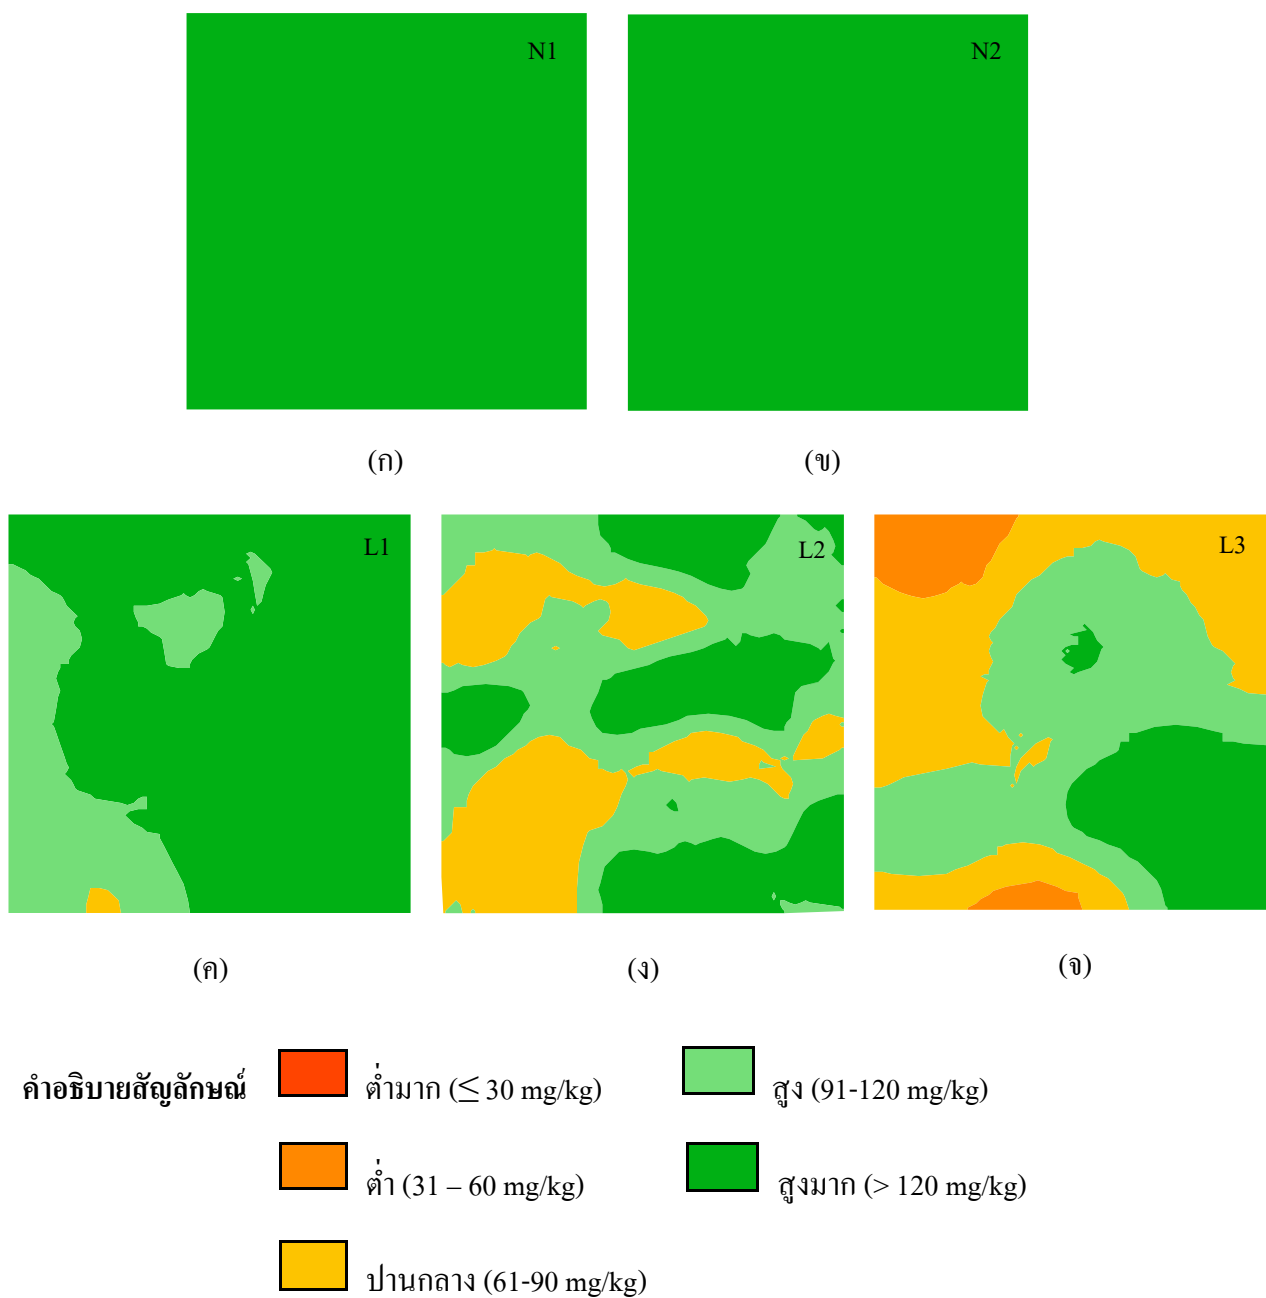 N1
N2
(ก)
(ข)
L1
L2
L3
(ค)
(ง)
(จ)
คำอธิบายสัญลักษณ์
ต่ำมาก (≤ 30 mg/kg)
สูง (91-120 mg/kg)
ต่ำ (31 – 60 mg/kg)
สูงมาก (> 120 mg/kg)
ปานกลาง (61-90 mg/kg)